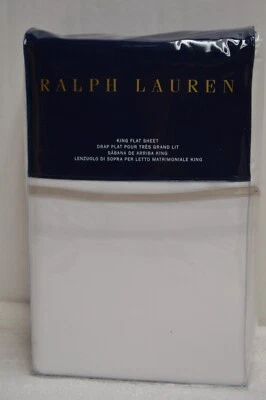 RALPH LAUREN
KING FLAT SHEET
DRAP PLAT POUR TRÈS GRAND LIT
SÁBANA DE ARRIBA KING
LENZUOLO DI SOPRA PER LETTO MATRIMONIALE KING